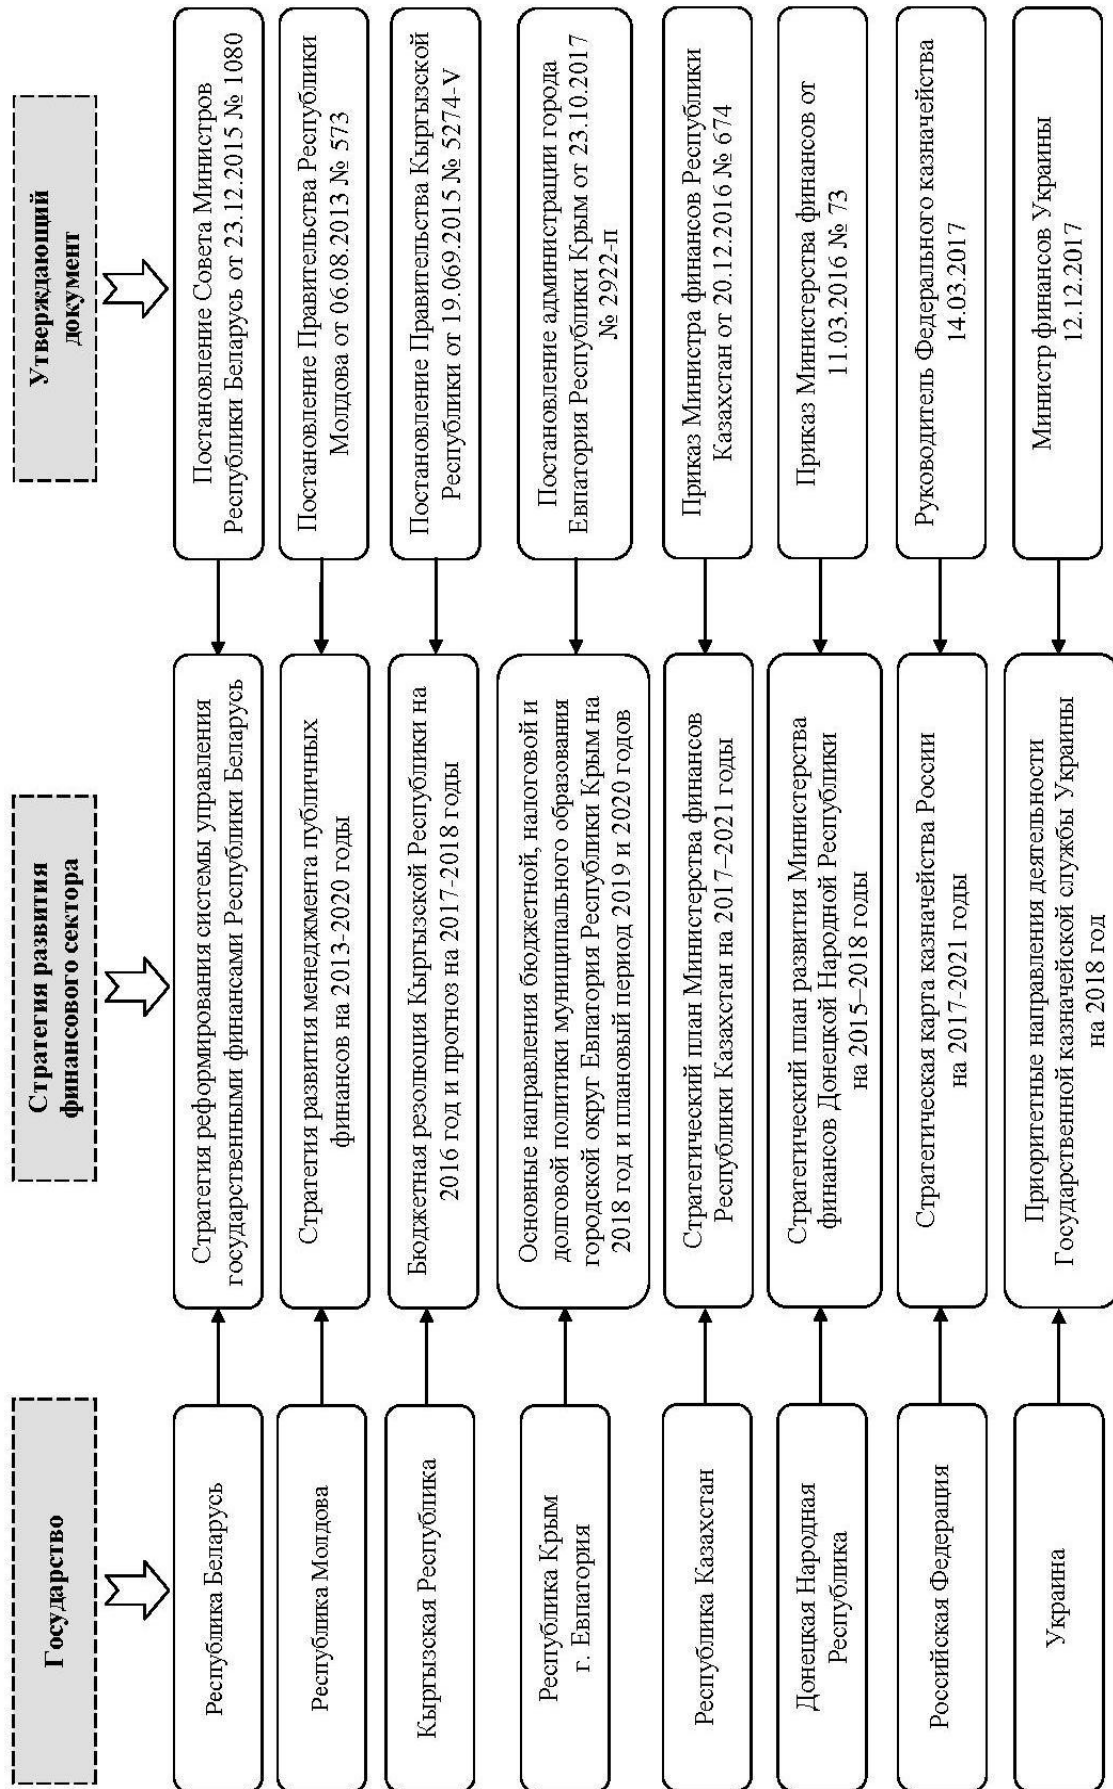 Государство
Стратегия развития
финансового сектора
Утверждающий
документ
Республика Беларусь
Стратегия реформирования системы управления
государственными финансами Республики Беларусь
Постановление Совета Министров
Республики Беларусь от 23.12.2015 № 1080
Республика Молдова
Стратегия развития менеджмента публичных
финансов на 2013-2020 годы
Постановление Правительства Республики
Молдова от 06.08.2013 № 573
Кыргызская Республика
Бюджетная резолюция Кыргызской Республики на
2016 год и прогноз на 2017-2018 годы
Постановление Правительства Кыргызской
Республики от 19.069.2015 № 5274-V
Республика Крым
г. Евпатория
Основные направления бюджетной, налоговой и
долговой политики муниципального образования
городской округ Евпатория Республики Крым на
2018 год и плановый период 2019 и 2020 годов
Постановление администрации города
Евпатория Республики Крым от 23.10.2017
№ 2922-п
Республика Казахстан
Стратегический план Министерства финансов
Республики Казахстан на 2017–2021 годы
Приказ Министра финансов Республики
Казахстан от 20.12.2016 № 674
Донецкая Народная
Республика
Стратегический план развития Министерства
финансов Донецкой Народной Республики
на 2015–2018 годы
Приказ Министерства финансов от
11.03.2016 № 73
Российская Федерация
Стратегическая карта казначейства России
на 2017-2021 годы
Руководитель Федерального казначейства
14.03.2017
Украина
Приоритетные направления деятельности
Государственной казначейской службы Украины
на 2018 год
Министр финансов Украины
12.12.2017